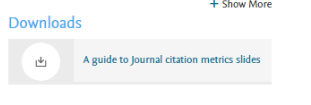 + Show More
Downloads
A guide to Journal citation metrics slides